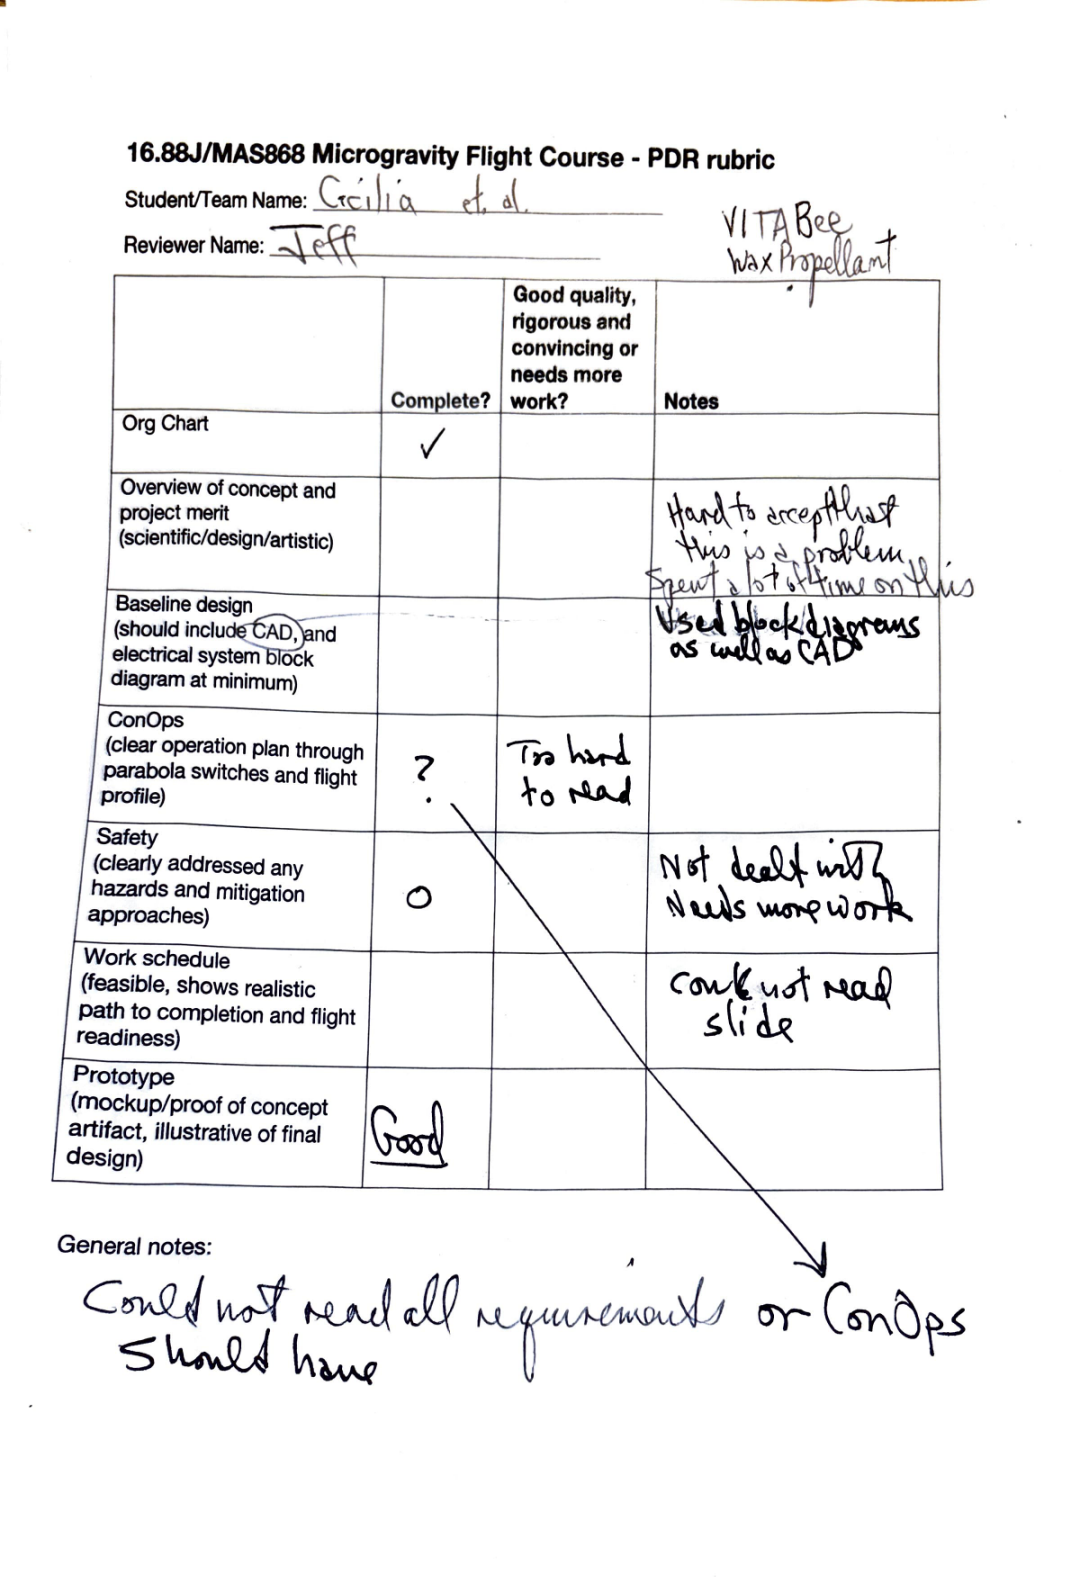 16.88J/MAS868 Microgravity Flight Course - PDR rubric
Student/Team Name: Cecilia et. al.
Reviewer Name: Jeff
VITABee
Wax Propellant
Complete?
Good quality,
rigorous and
convincing or
needs more
work?
Notes
Org Chart
✓
Overview of concept and
project merit
(scientific/design/artistic)
Hard to accept that
this is a problem.
Spent a lot of time on this
Baseline design
(should include CAD, and
electrical system block
diagram at minimum)
Used block diagrams
as well as CAD
ConOps
(clear operation plan through
parabola switches and flight
profile)
?
Too hard
to read
Safety
(clearly addressed any
hazards and mitigation
approaches)
O
Not dealt with
Needs more work
Work schedule
(feasible, shows realistic
path to completion and flight
readiness)
Could not read
slide
Prototype
(mockup/proof of concept
artifact, illustrative of final
design)
Good
General notes:
Could not read all requirements or ConOps
Should have